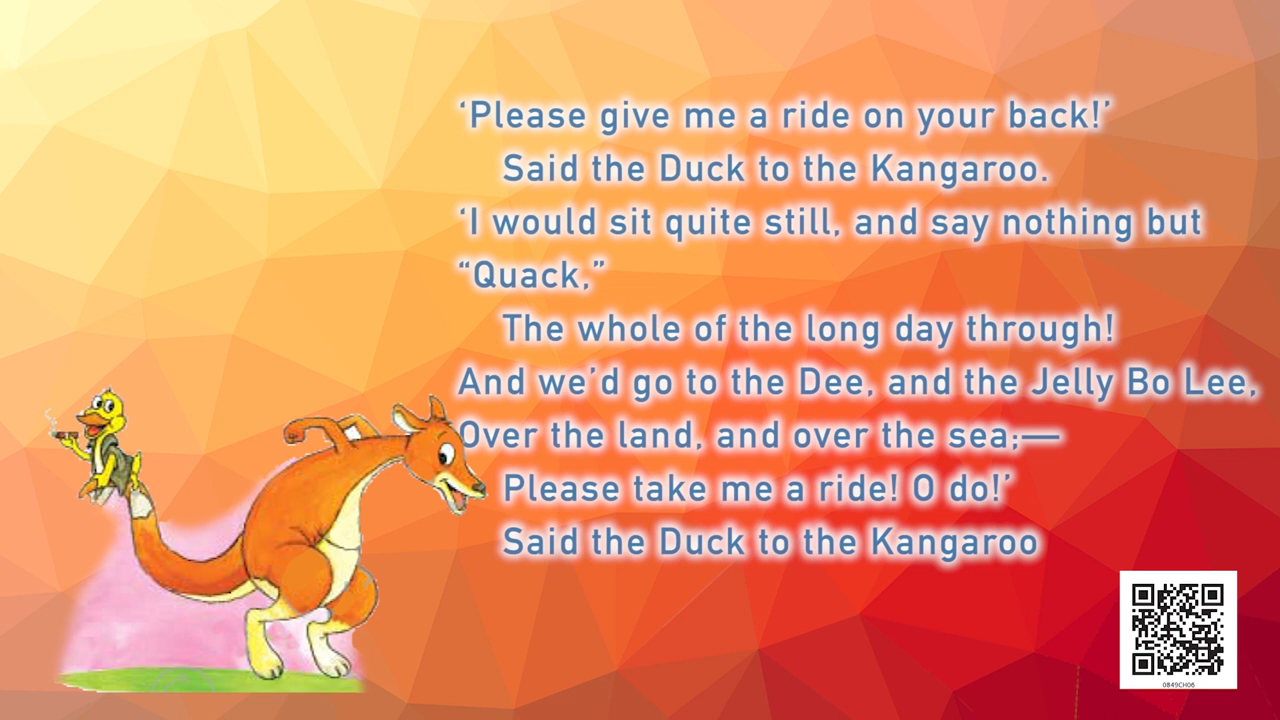 ‘Please give me a ride on your back!’
Said the Duck to the Kangaroo.
‘I would sit quite still, and say nothing but
“Quack,”
The whole of the long day through!
And we’d go to the Dee, and the Jelly Bo Lee,
Over the land, and over the sea;—
Please take me a ride! O do!’
Said the Duck to the Kangaroo
0849CH06